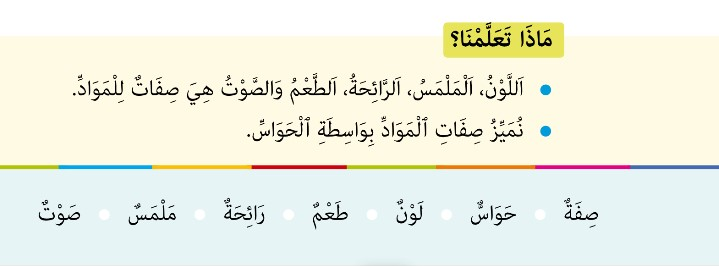 مَاذَا تَعَلَّمْنَا؟
• اَللَّوْنُ، اَلْمَلْمَسُ، اَلرَّائِحَةُ، اَلطَّعْمُ وَالصَّوْتُ هِيَ صِفَاتٌ لِلْمَوَادِّ.
• نُمَيِّزُ صِفَاتِ ٱلْمَوَادِّ بِوَاسِطَةِ ٱلْحَوَاسِّ.
صِفَةٌ • حَوَاسٌّ • لَوْنٌ • طَعْمٌ • رَائِحَةٌ • مَلْمَسٌ • صَوْتٌ